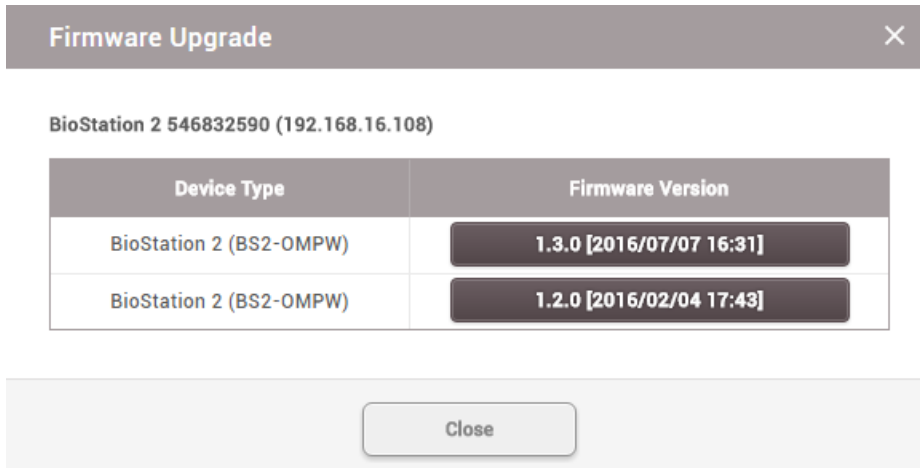 Firmware Upgrade
BioStation 2 546832590 (192.168.16.108)
Device Type Firmware Version
BioStation 2 (BS2-OMPW) 1.3.0 [2016/07/07 16:31]
BioStation 2 (BS2-OMPW) 1.2.0 [2016/02/04 17:43]
Close